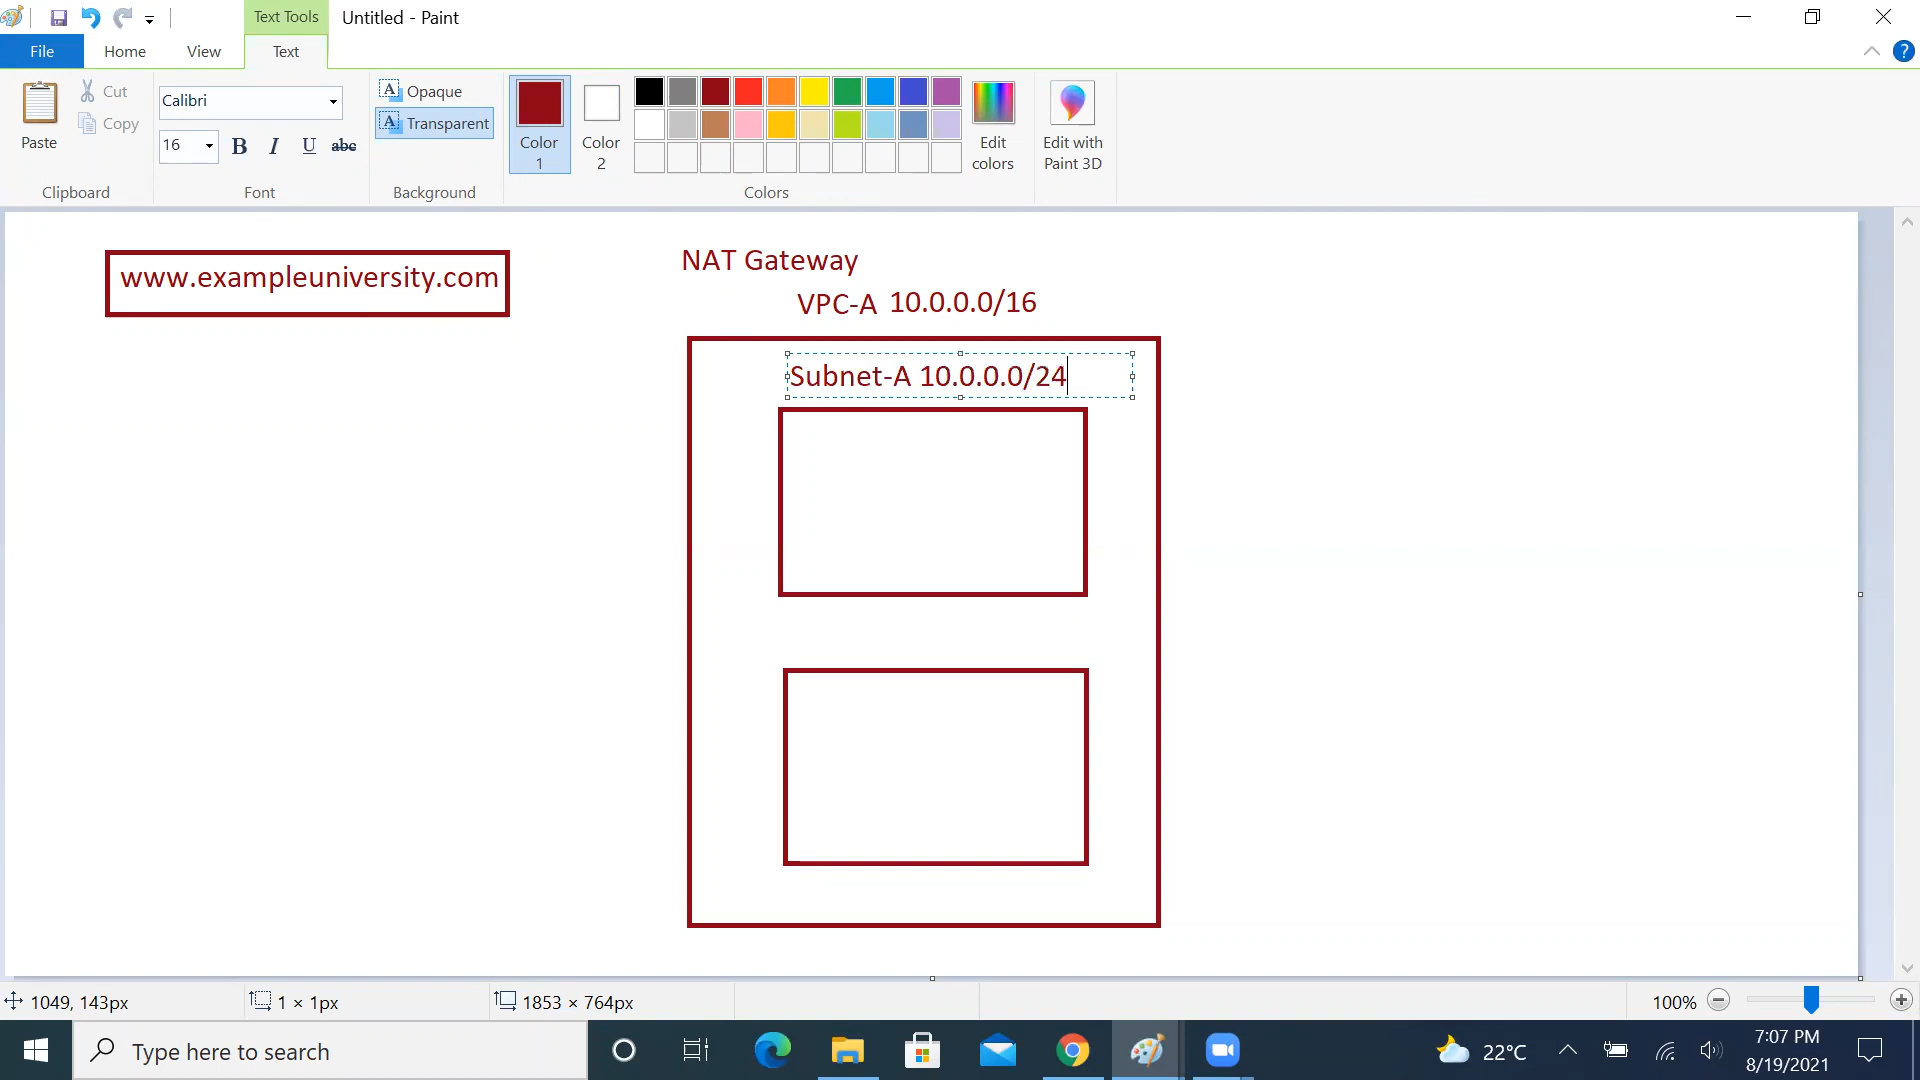 Text Tools
Untitled - Paint
File
Home
View
Text
Paste
Cut
Copy
Clipboard
Calibri
16
B I U abc
Font
A Opaque
A Transparent
Background
Color 1
Color 2
Colors
Edit colors
Edit with Paint 3D
www.exampleuniversity.com
NAT Gateway
VPC-A 10.0.0.0/16
Subnet-A 10.0.0.0/24
1049, 143px
1 × 1px
1853 × 764px
100%
Type here to search
22°C
7:07 PM
8/19/2021